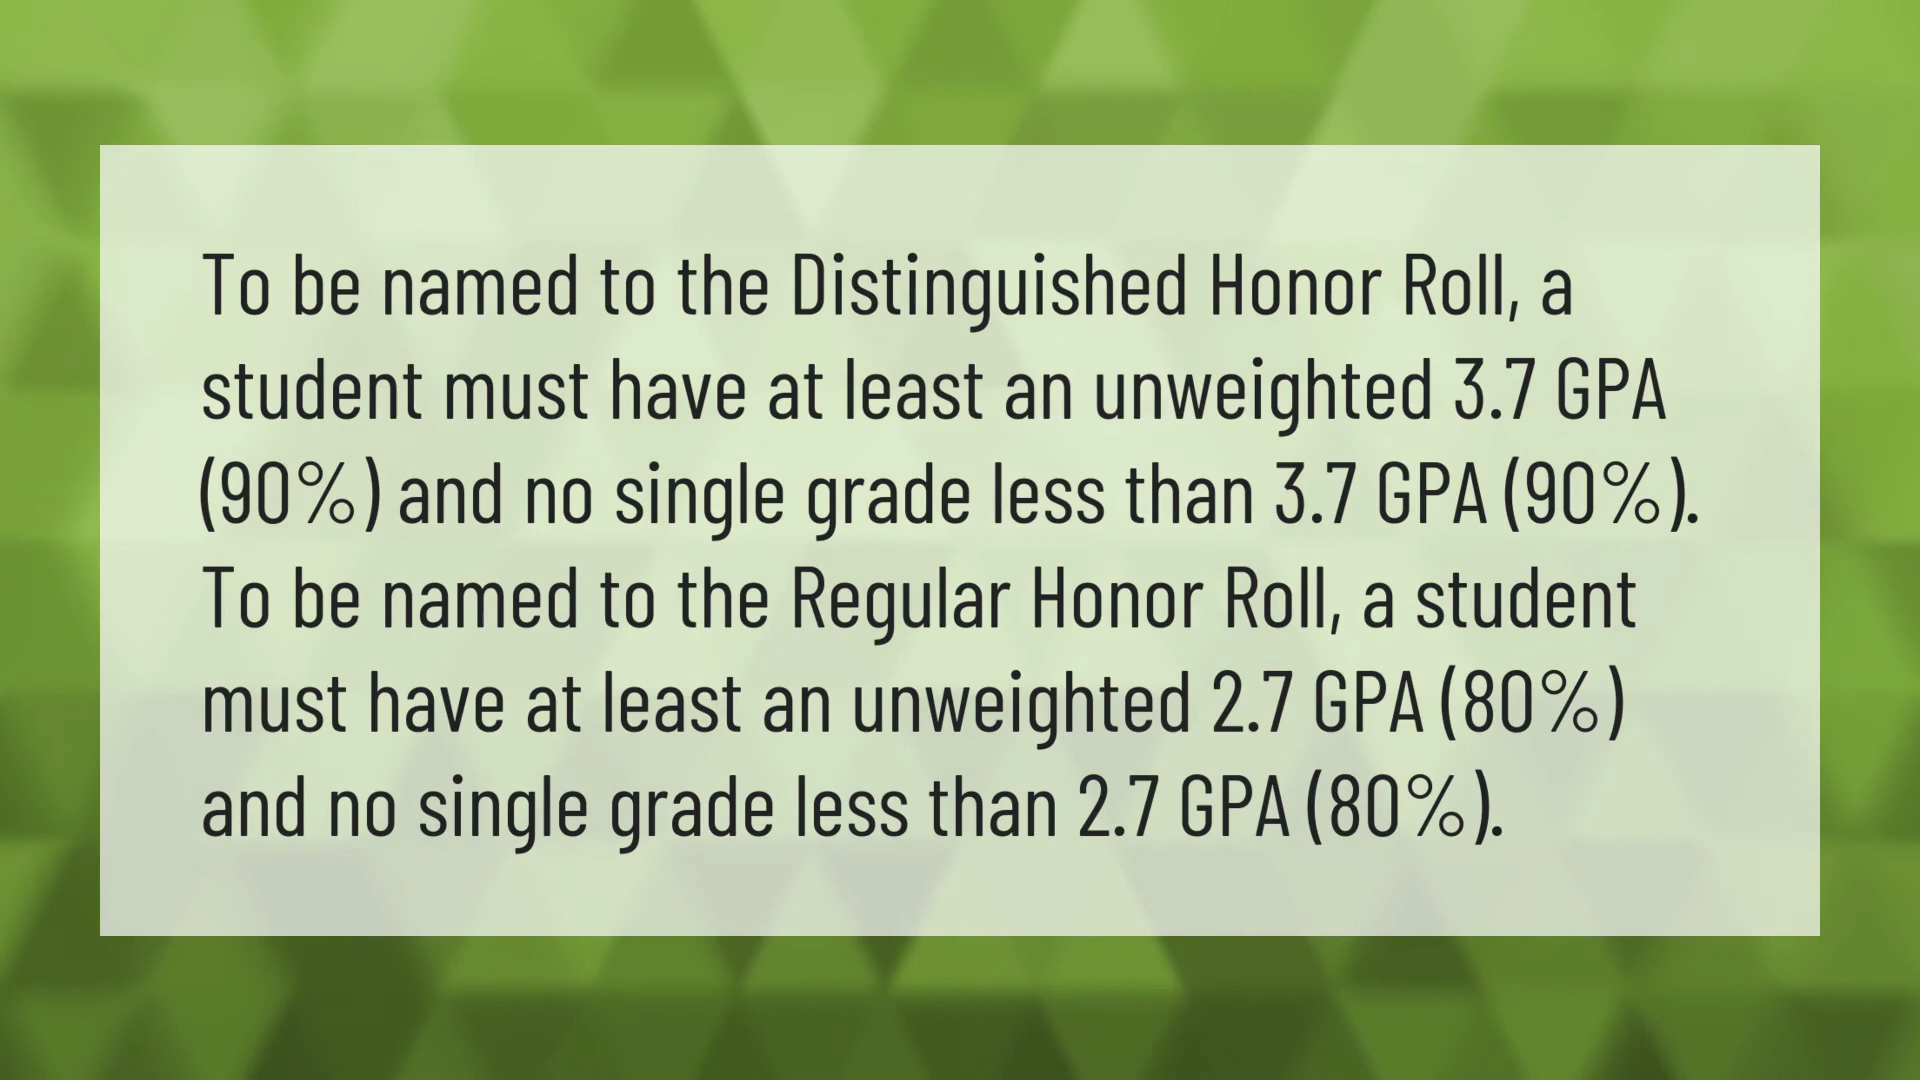 To be named to the Distinguished Honor Roll, a
student must have at least an unweighted 3.7 GPA
(90%) and no single grade less than 3.7 GPA (90%).
To be named to the Regular Honor Roll, a student
must have at least an unweighted 2.7 GPA (80%)
and no single grade less than 2.7 GPA (80%).